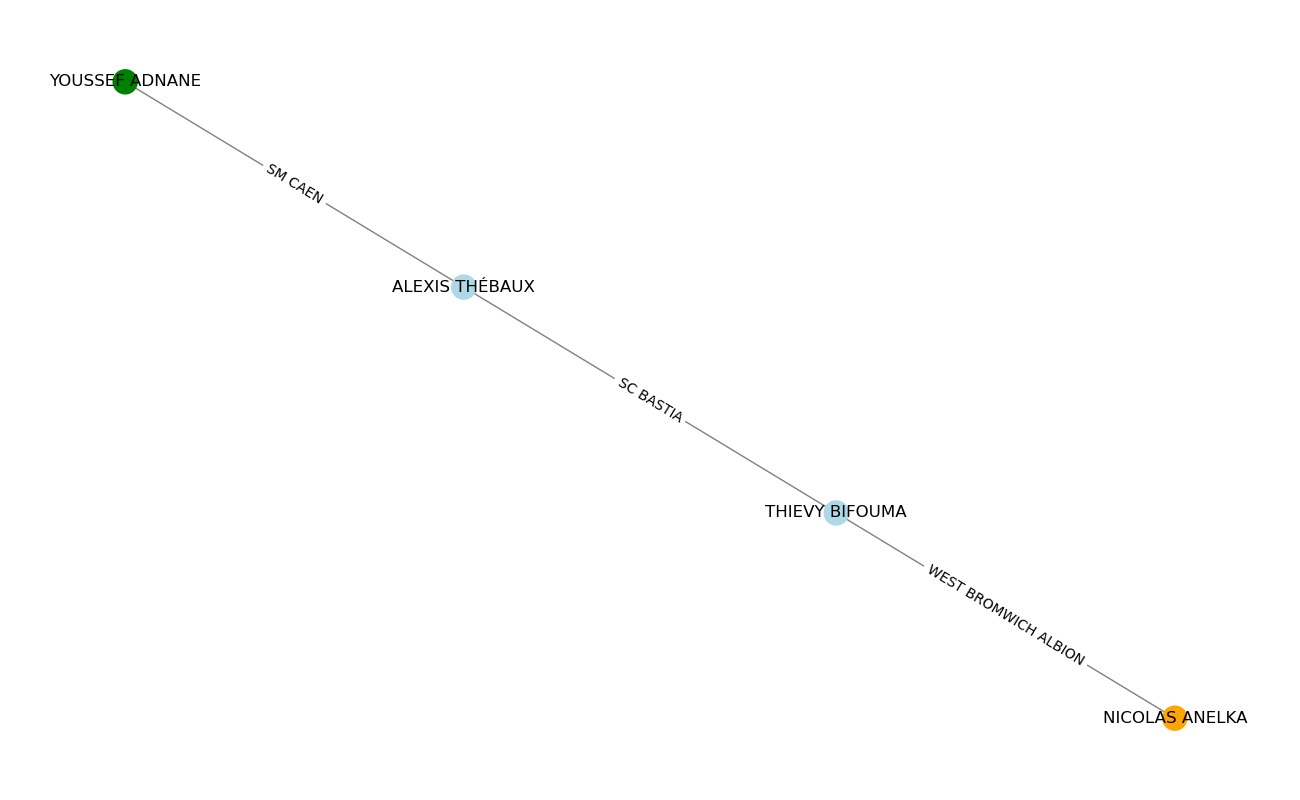 YOUSSEF ADNANE
SM CAEN
ALEXIS THÉBAUX
SC BASTIA
THIEVY BIFOUMA
WEST BROMWICH ALBION
NICOLAS ANELKA